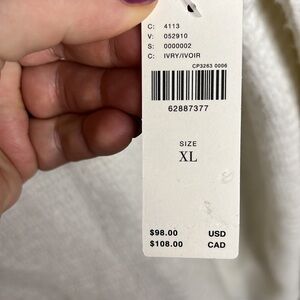 C: 4113
V: 052910
S: 0000002
C: IVRY/IVOIR
CP3263 0006
62887377
SIZE
XL
$98.00 USD
$108.00 CAD